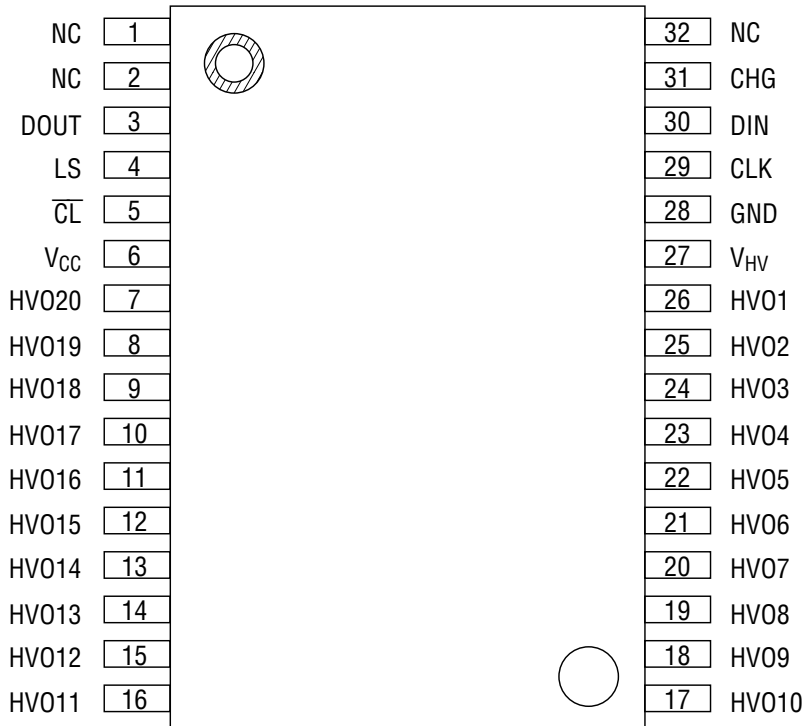 NC 1 32 NC
NC 2 31 CHG
DOUT 3 30 DIN
LS 4 29 CLK
C̅L̅ 5 28 GND
VCC 6 27 VHV
HVO20 7 26 HVO1
HVO19 8 25 HVO2
HVO18 9 24 HVO3
HVO17 10 23 HVO4
HVO16 11 22 HVO5
HVO15 12 21 HVO6
HVO14 13 20 HVO7
HVO13 14 19 HVO8
HVO12 15 18 HVO9
HVO11 16 17 HVO10